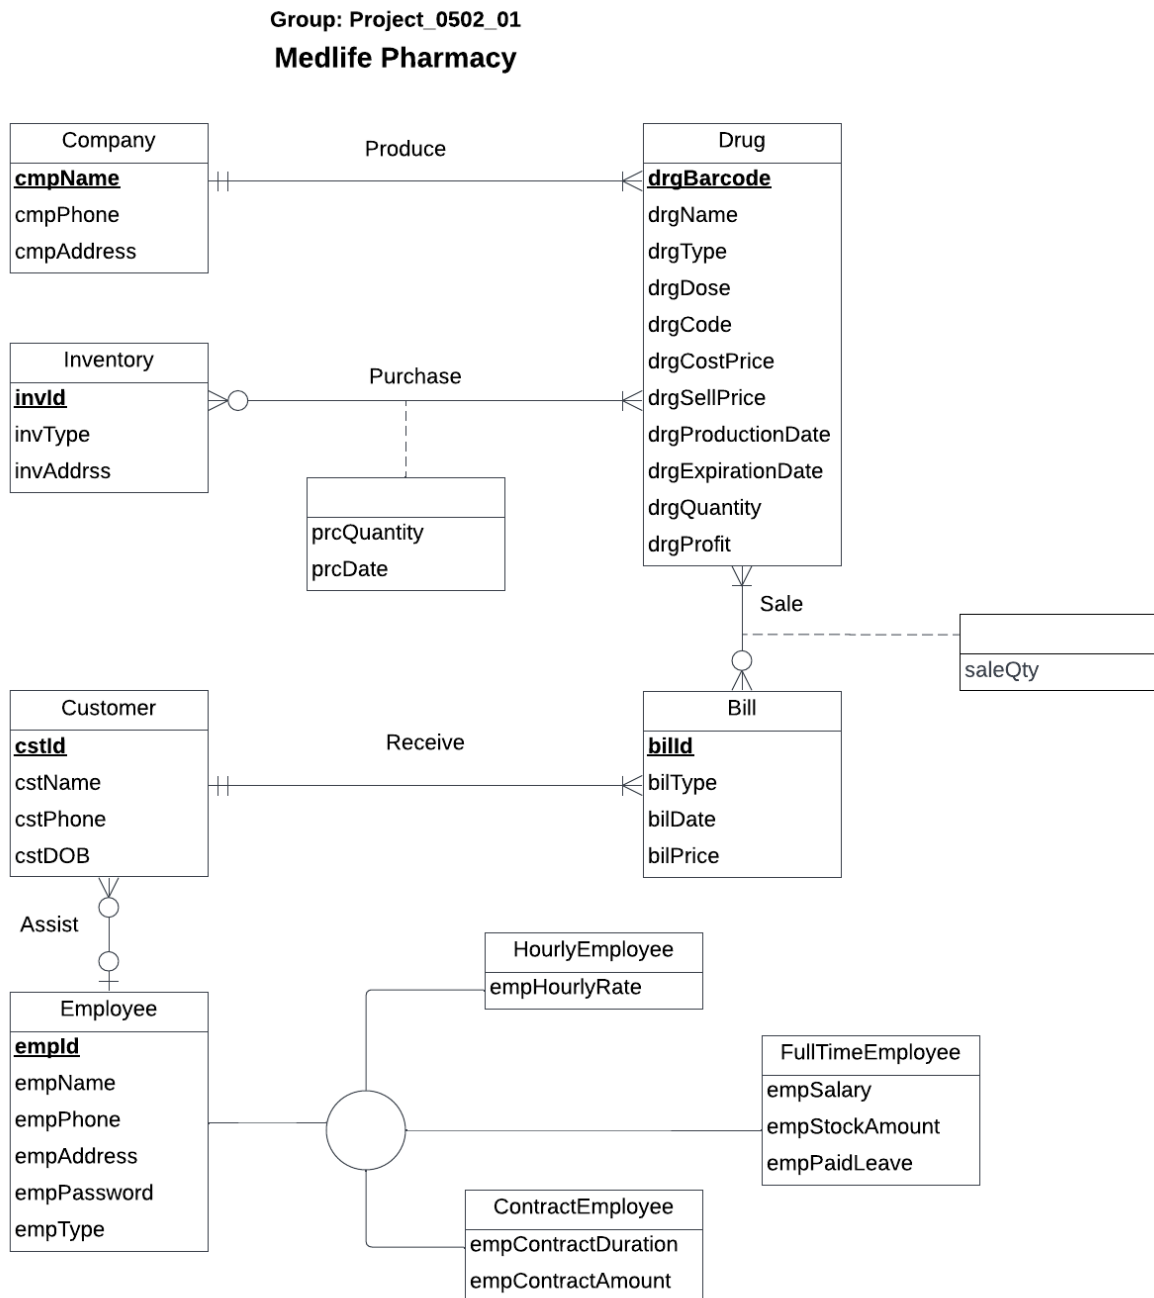 Group: Project_0502_01
Medlife Pharmacy
Company
cmpName
cmpPhone
cmpAddress
Produce
Drug
drgBarcode
drgName
drgType
drgDose
drgCode
drgCostPrice
drgSellPrice
drgProductionDate
drgExpirationDate
drgQuantity
drgProfit
Inventory
invId
invType
invAddrss
Purchase
prcQuantity
prcDate
Sale
saleQty
Customer
cstId
cstName
cstPhone
cstDOB
Receive
Bill
bilId
bilType
bilDate
bilPrice
Assist
Employee
empId
empName
empPhone
empAddress
empPassword
empType
HourlyEmployee
empHourlyRate
FullTimeEmployee
empSalary
empStockAmount
empPaidLeave
ContractEmployee
empContractDuration
empContractAmount